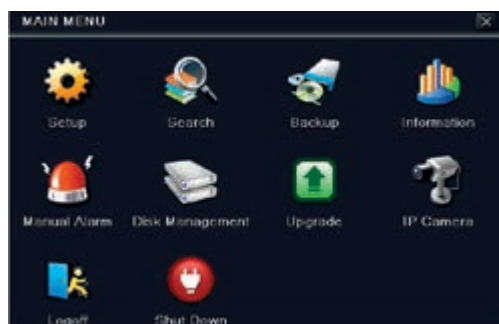 MAIN MENU
Setup Search Backup Information
Manual Alarm Disk Management Upgrade IP Camera
Logoff Shut Down